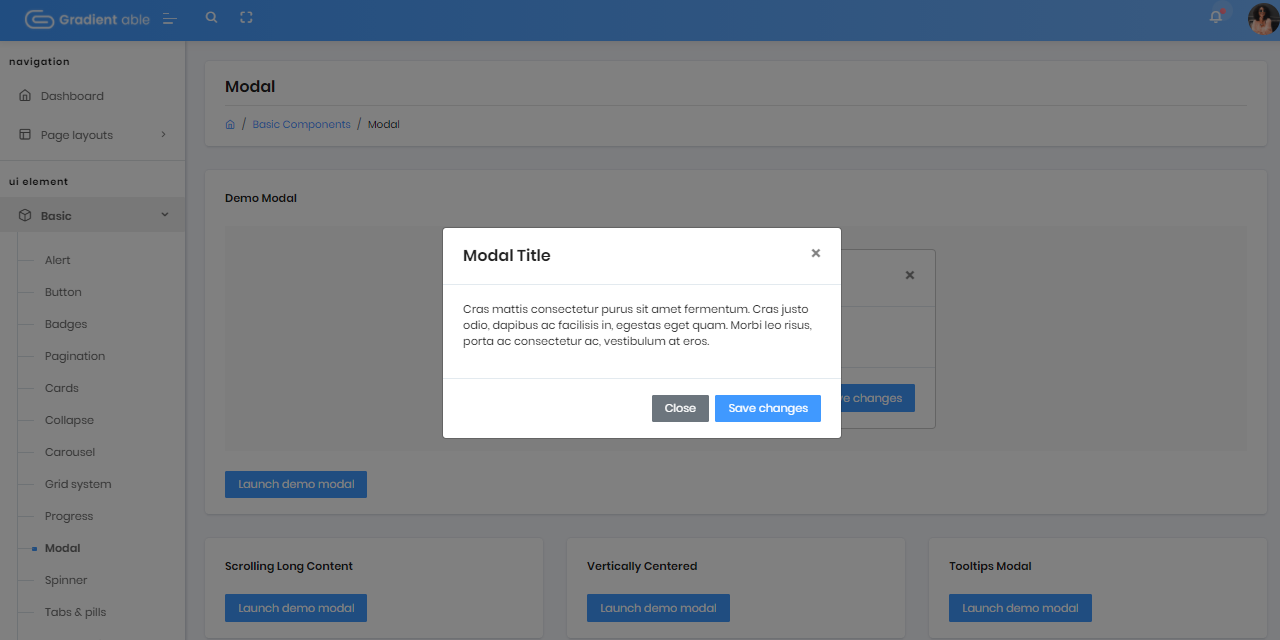 Gradient able
navigation
Dashboard
Page layouts
ui element
Basic
Alert
Button
Badges
Pagination
Cards
Collapse
Carousel
Grid system
Progress
Modal
Spinner
Tabs & pills
Modal
/ Basic Components / Modal
Demo Modal
Modal Title
×
Cras mattis consectetur purus sit amet fermentum. Cras justo
odio, dapibus ac facilisis in, egestas eget quam. Morbi leo risus,
porta ac consectetur ac, vestibulum at eros.
Close
Save changes
×
changes
Launch demo modal
Scrolling Long Content
Launch demo modal
Vertically Centered
Launch demo modal
Tooltips Modal
Launch demo modal